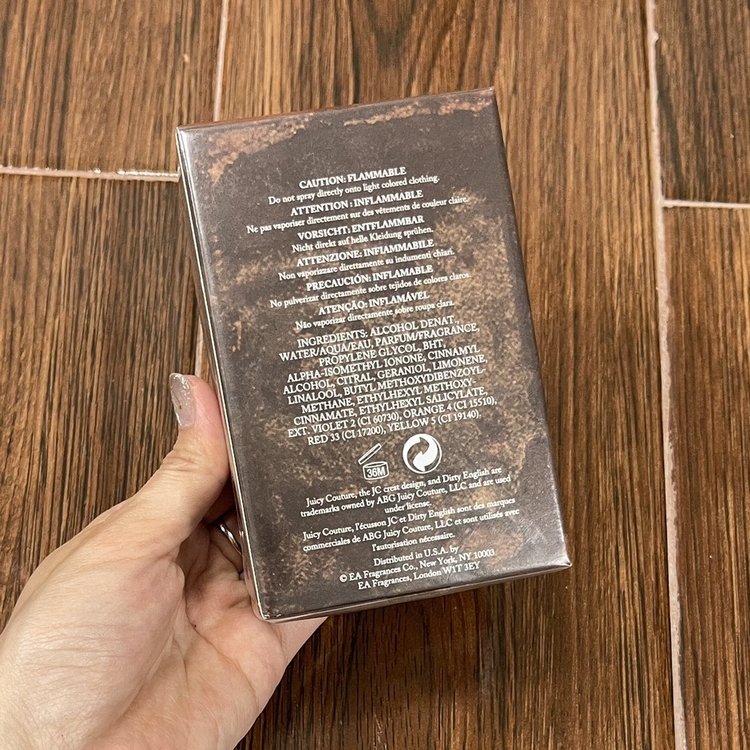 CAUTION: FLAMMABLE
Do not spray directly onto light colored clothing.
ATTENTION : INFLAMMABLE
Ne pas vaporiser directement sur des vêtements de couleur claire.
VORSICHT: ENTFLAMMBAR
Nicht direkt auf helle Kleidung sprühen.
ATTENZIONE: INFIAMMABILE
Non vaporizzare direttamente su indumenti chiari.
PRECAUCIÓN: INFLAMABLE
No pulverizar directamente sobre tejidos de colores claros.
ATENÇÃO: INFLAMÁVEL
Não vaporizar directamente sobre roupa clara.
INGREDIENTS: ALCOHOL DENAT.,
WATER/AQUA/EAU, PARFUM/FRAGRANCE,
PROPYLENE GLYCOL, BHT,
ALPHA-ISOMETHYL IONONE, CINNAMYL
ALCOHOL, CITRAL, GERANIOL, LIMONENE,
LINALOOL, BUTYL METHOXYDIBENZOYL-
METHANE, ETHYLHEXYL METHOXY-
CINNAMATE, ETHYLHEXYL SALICYLATE,
EXT. VIOLET 2 (CI 60730), ORANGE 4 (CI 15510),
RED 33 (CI 17200), YELLOW 5 (CI 19140).
36M
Juicy Couture, the JC crest design, and Dirty English are
trademarks owned by ABG Juicy Couture, LLC and are used
under license.
Juicy Couture, l'écusson JC et Dirty English sont des marques
commerciales de ABG Juicy Couture, LLC et sont utilisés avec
l'autorisation nécessaire.
Distributed in U.S.A. by
© EA Fragrances Co., New York, NY 10003
EA Fragrances, London W1T 3EY